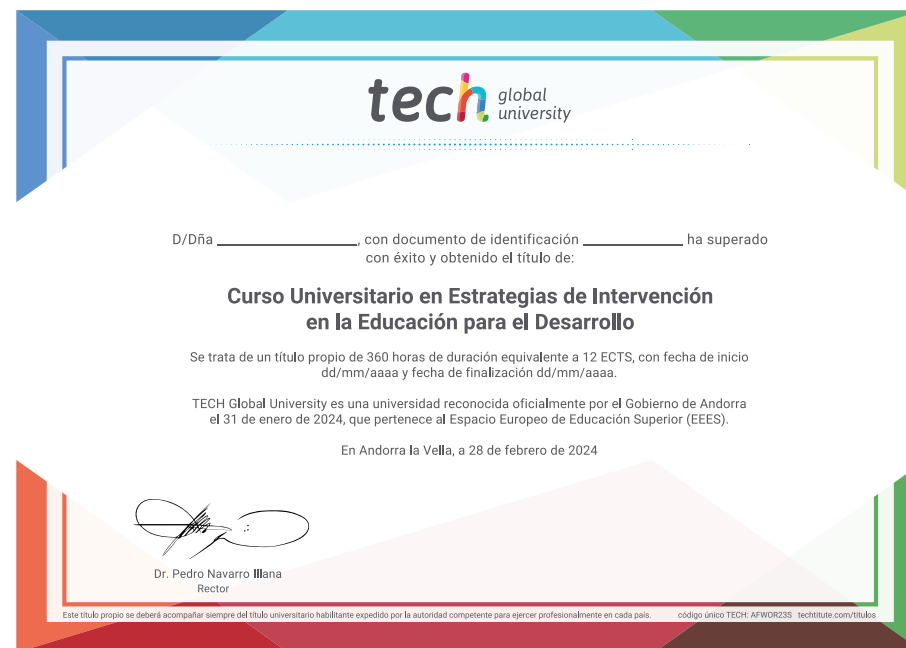 tech global university
D/Dña ____________________, con documento de identificación ______________ ha superado
con éxito y obtenido el título de:
Curso Universitario en Estrategias de Intervención
en la Educación para el Desarrollo
Se trata de un título propio de 360 horas de duración equivalente a 12 ECTS, con fecha de inicio
dd/mm/aaaa y fecha de finalización dd/mm/aaaa.
TECH Global University es una universidad reconocida oficialmente por el Gobierno de Andorra
el 31 de enero de 2024, que pertenece al Espacio Europeo de Educación Superior (EEES).
En Andorra la Vella, a 28 de febrero de 2024
Dr. Pedro Navarro Illana
Rector
Este título propio se deberá acompañar siempre del título universitario habilitante expedido por la autoridad competente para ejercer profesionalmente en cada país. código único TECH: AFWOR23S techtitute.com/titulos